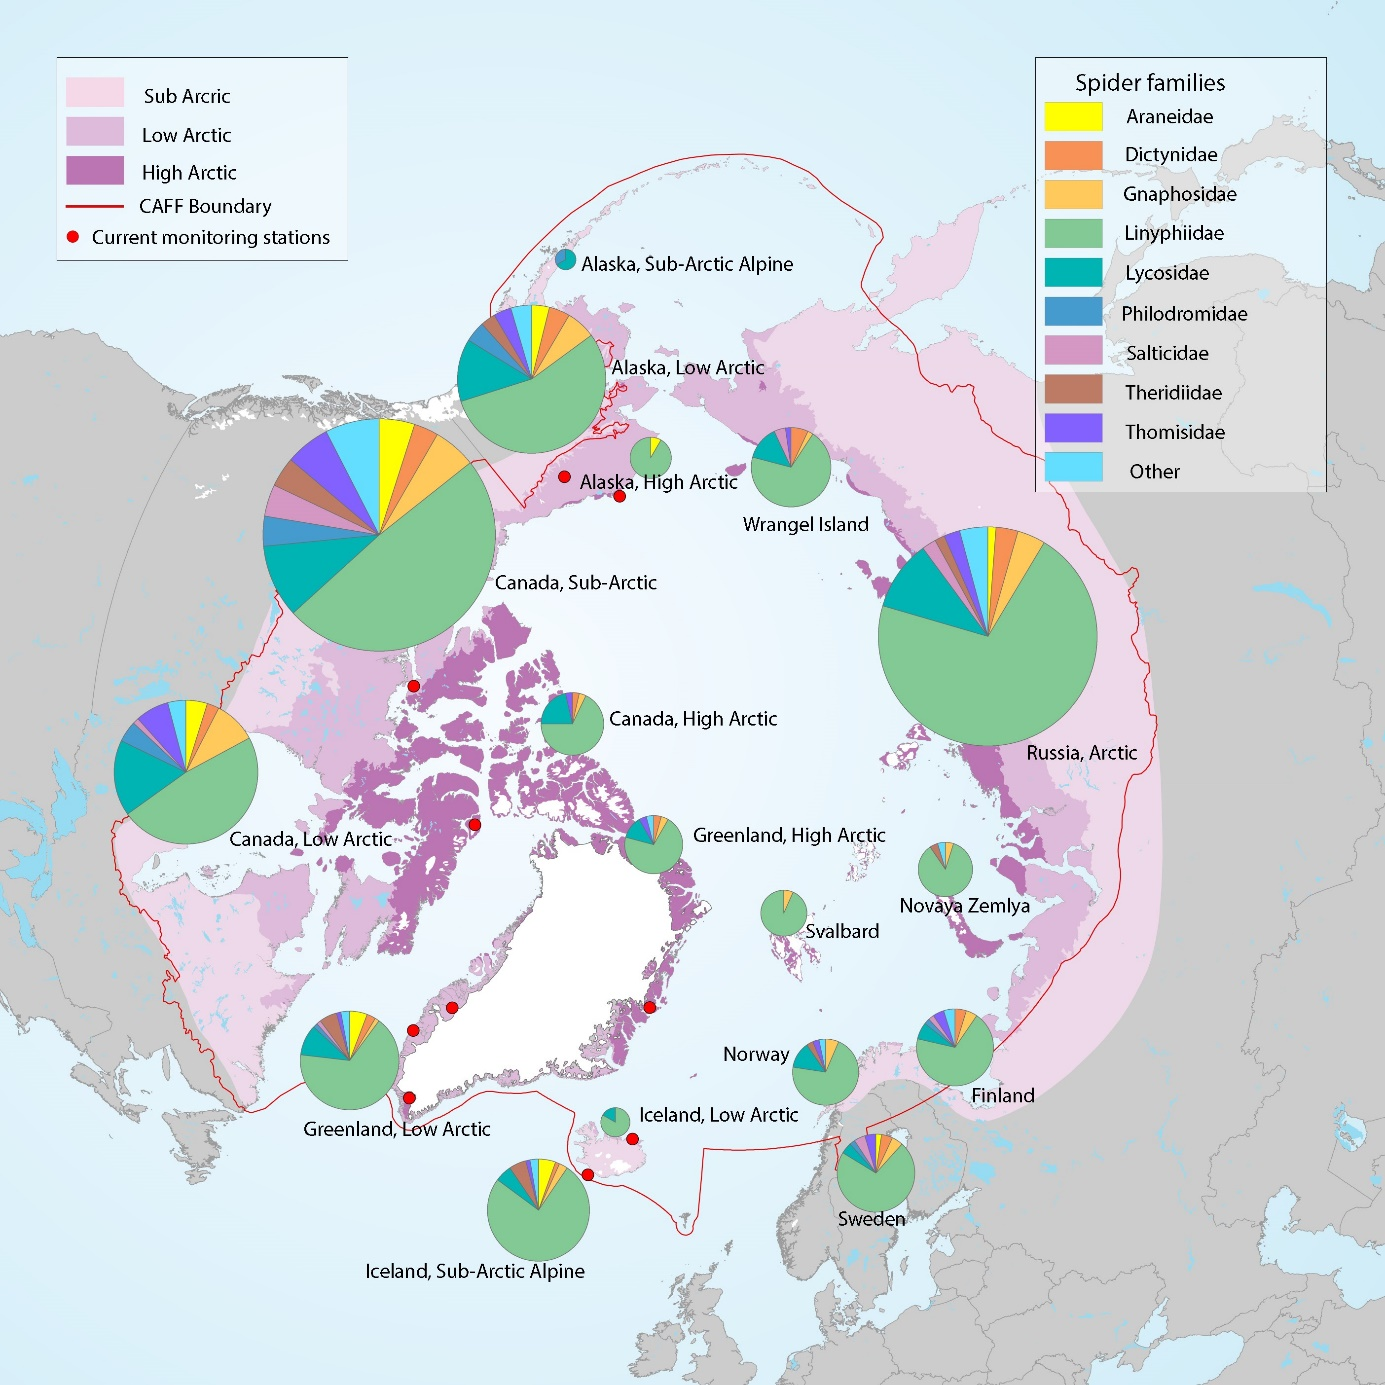 Sub Arcric
Low Arctic
High Arctic
CAFF Boundary
Current monitoring stations
Spider families
Araneidae
Dictynidae
Gnaphosidae
Linyphiidae
Lycosidae
Philodromidae
Salticidae
Theridiidae
Thomisidae
Other
Alaska, Sub-Arctic Alpine
Alaska, Low Arctic
Alaska, High Arctic
Wrangel Island
Canada, Sub-Arctic
Canada, High Arctic
Russia, Arctic
Canada, Low Arctic
Greenland, High Arctic
Novaya Zemlya
Svalbard
Norway
Finland
Iceland, Low Arctic
Greenland, Low Arctic
Sweden
Iceland, Sub-Arctic Alpine